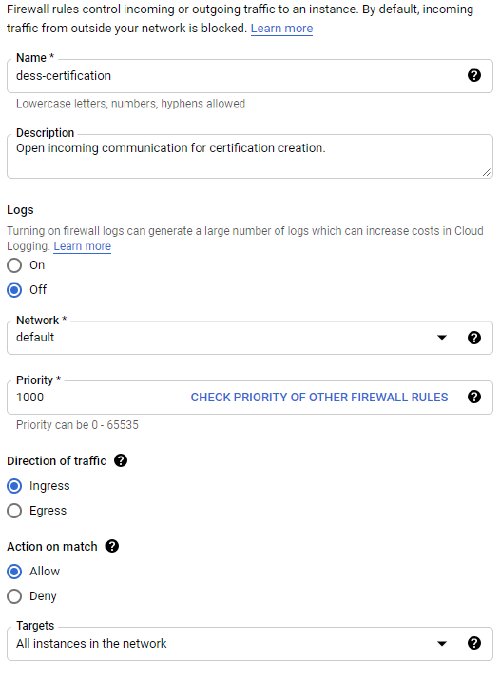 Firewall rules control incoming or outgoing traffic to an instance. By default, incoming
traffic from outside your network is blocked. Learn more
Name *
dess-certification
Lowercase letters, numbers, hyphens allowed
Description
Open incoming communication for certification creation.
Logs
Turning on firewall logs can generate a large number of logs which can increase costs in Cloud
Logging. Learn more
On
Off
Network *
default
Priority *
1000 CHECK PRIORITY OF OTHER FIREWALL RULES
Priority can be 0 - 65535
Direction of traffic
Ingress
Egress
Action on match
Allow
Deny
Targets
All instances in the network